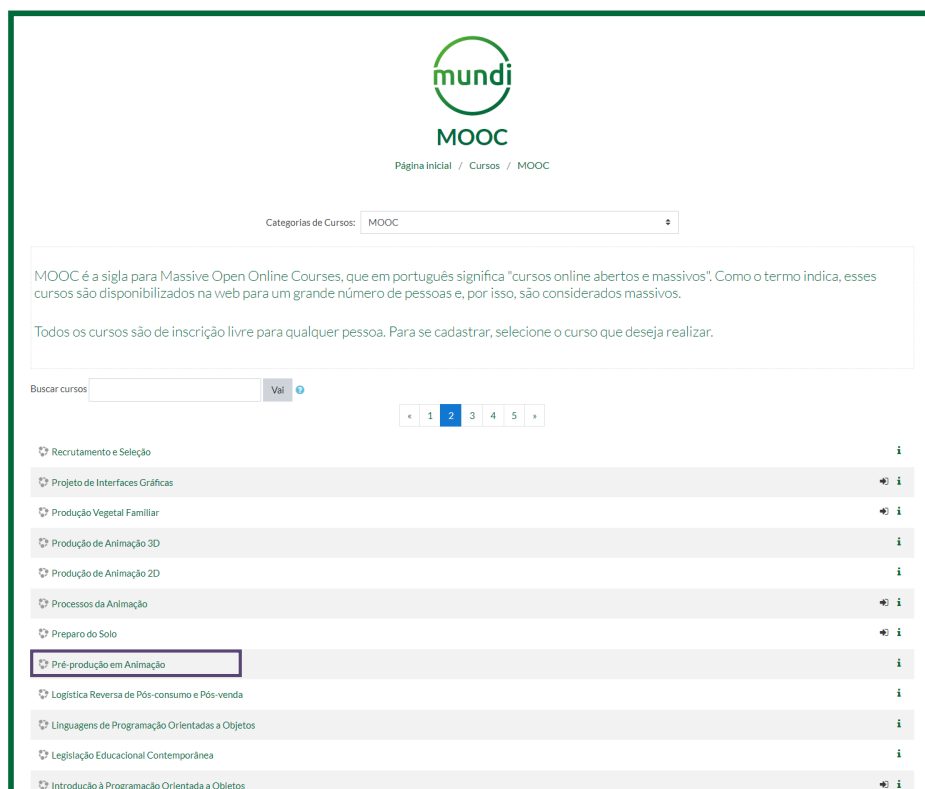 mundi
MOOC
Página inicial / Cursos / MOOC
Categorias de Cursos: MOOC
MOOC é a sigla para Massive Open Online Courses, que em português significa "cursos online abertos e massivos". Como o termo indica, esses
cursos são disponibilizados na web para um grande número de pessoas e, por isso, são considerados massivos.
Todos os cursos são de inscrição livre para qualquer pessoa. Para se cadastrar, selecione o curso que deseja realizar.
Buscar cursos Vai ?
« 1 2 3 4 5 »
Recrutamento e Seleção
Projeto de Interfaces Gráficas
Produção Vegetal Familiar
Produção de Animação 3D
Produção de Animação 2D
Processos da Animação
Preparo do Solo
Pré-produção em Animação
Logística Reversa de Pós-consumo e Pós-venda
Linguagens de Programação Orientadas a Objetos
Legislação Educacional Contemporânea
Introdução à Programação Orientada a Objetos